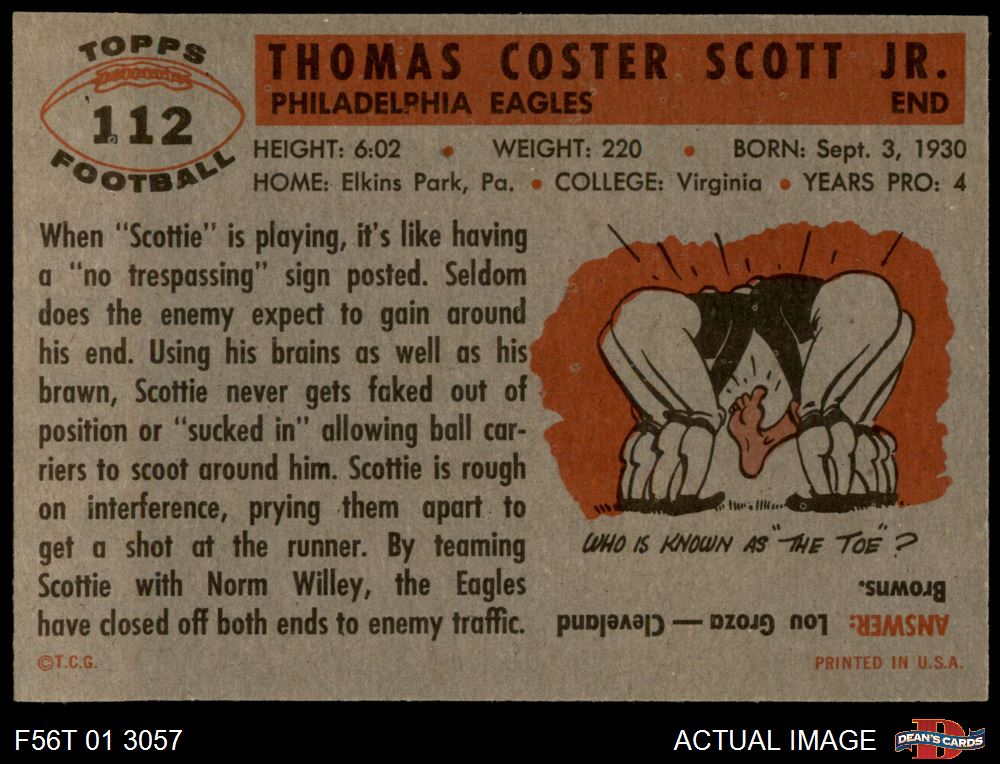 TOPPS
112
FOOTBALL
THOMAS COSTER SCOTT JR.
PHILADELPHIA EAGLES END
HEIGHT: 6:02 • WEIGHT: 220 • BORN: Sept. 3, 1930
HOME: Elkins Park, Pa. • COLLEGE: Virginia • YEARS PRO: 4
When "Scottie" is playing, it's like having
a "no trespassing" sign posted. Seldom
does the enemy expect to gain around
his end. Using his brains as well as his
brawn, Scottie never gets faked out of
position or "sucked in" allowing ball car-
riers to scoot around him. Scottie is rough
on interference, prying them apart to
get a shot at the runner. By teaming
Scottie with Norm Willey, the Eagles
have closed off both ends to enemy traffic.
WHO IS KNOWN AS "THE TOE"?
ANSWER: Lou Groza — Cleveland
Browns.
©T.C.G.
PRINTED IN U.S.A.
F56T 01 3057
ACTUAL IMAGE
DEAN'S CARDS